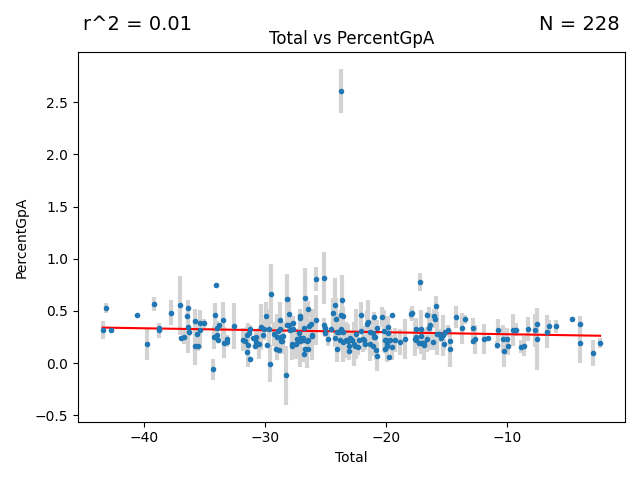 r^2 = 0.01
N = 228
Total vs PercentGpA
PercentGpA
2.5
2.0
1.5
1.0
0.5
0.0
−0.5
−40
−30
−20
−10
Total